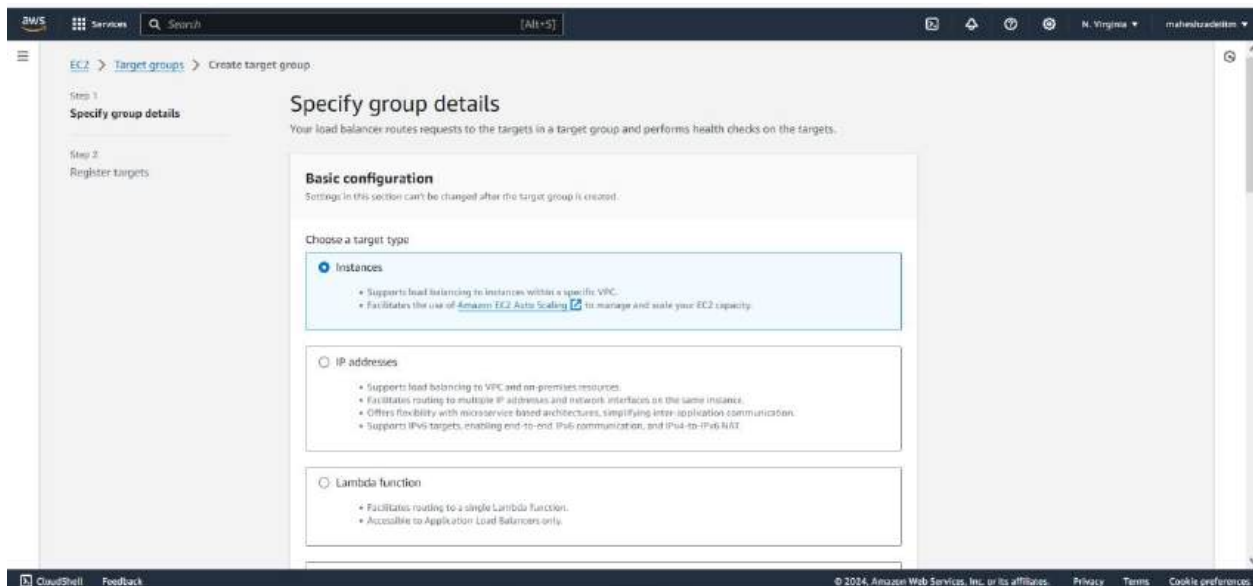 aws Services Search [Alt+S] N. Virginia
EC2 > Target groups > Create target group
Step 1
Specify group details
Step 2
Register targets
Specify group details
Your load balancer routes requests to the targets in a target group and performs health checks on the targets.
Basic configuration
Settings in this section can't be changed after the target group is created.
Choose a target type
Instances
• Supports load balancing to instances within a specific VPC.
• Facilitates the use of Amazon EC2 Auto Scaling to manage and scale your EC2 capacity.
IP addresses
• Supports load balancing to VPC and on-premises resources.
• Facilitates routing to multiple IP addresses and network interfaces on the same instance.
• Offers flexibility with microservice based architectures, simplifying inter-application communication.
• Supports IPv6 targets, enabling end-to-end IPv6 communication, and IPv4-to-IPv6 NAT.
Lambda function
• Facilitates routing to a single Lambda function.
• Accessible to Application Load Balancers only.
CloudShell Feedback © 2024, Amazon Web Services, Inc. or its affiliates. Privacy Terms Cookie preferences